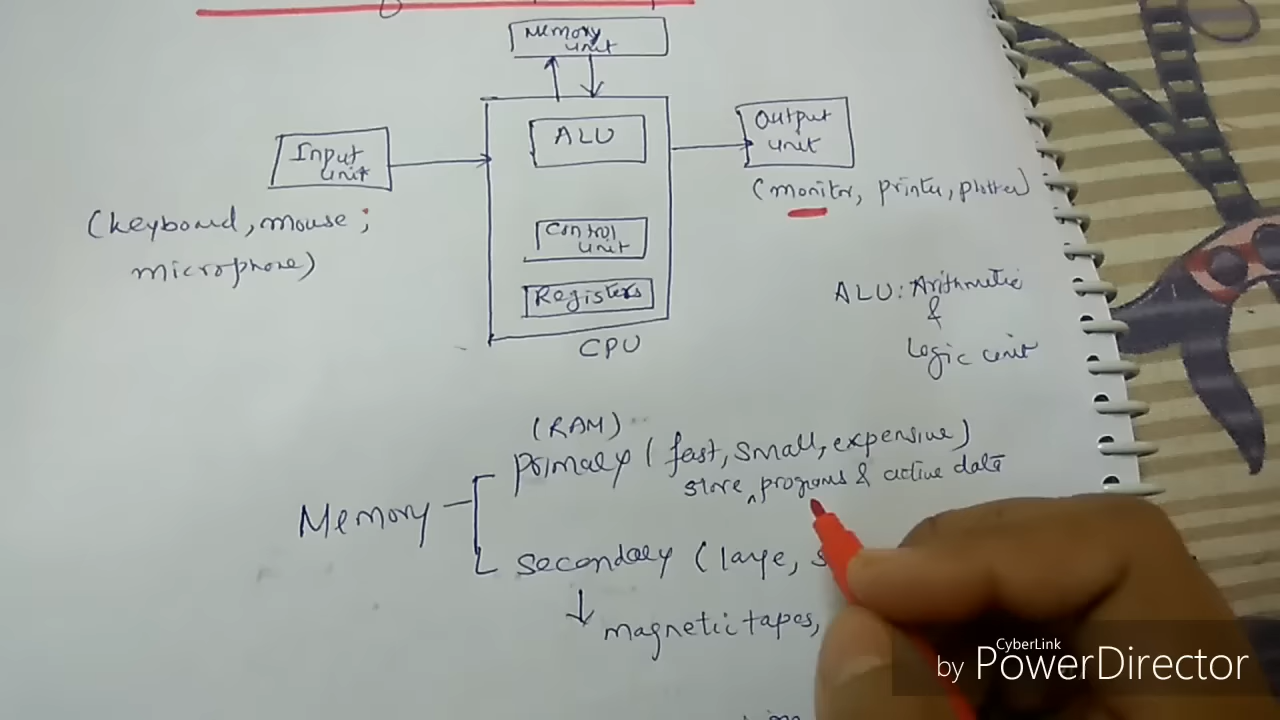 Memory unit
ALU
Input unit
Output unit
(monitor, printer, plotter)
(keyboard, mouse,
microphone)
Control unit
Registers
CPU
ALU: Arithmetic
&
Logic unit
(RAM)
primary (fast, small, expensive)
store ^ programs & active data
Memory
secondary (large,
↓
magnetic tapes,
CyberLink
by PowerDirector